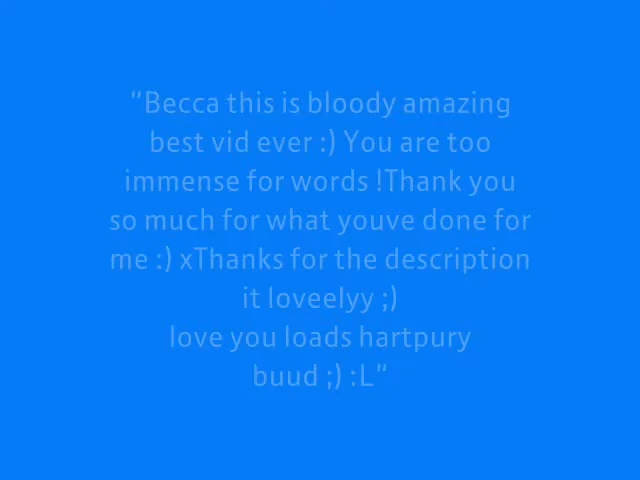 "Becca this is bloody amazing
best vid ever :) You are too
immense for words !Thank you
so much for what youve done for
me :) xThanks for the description
it loveelyy ;)
love you loads hartpury
buud ;) :L"